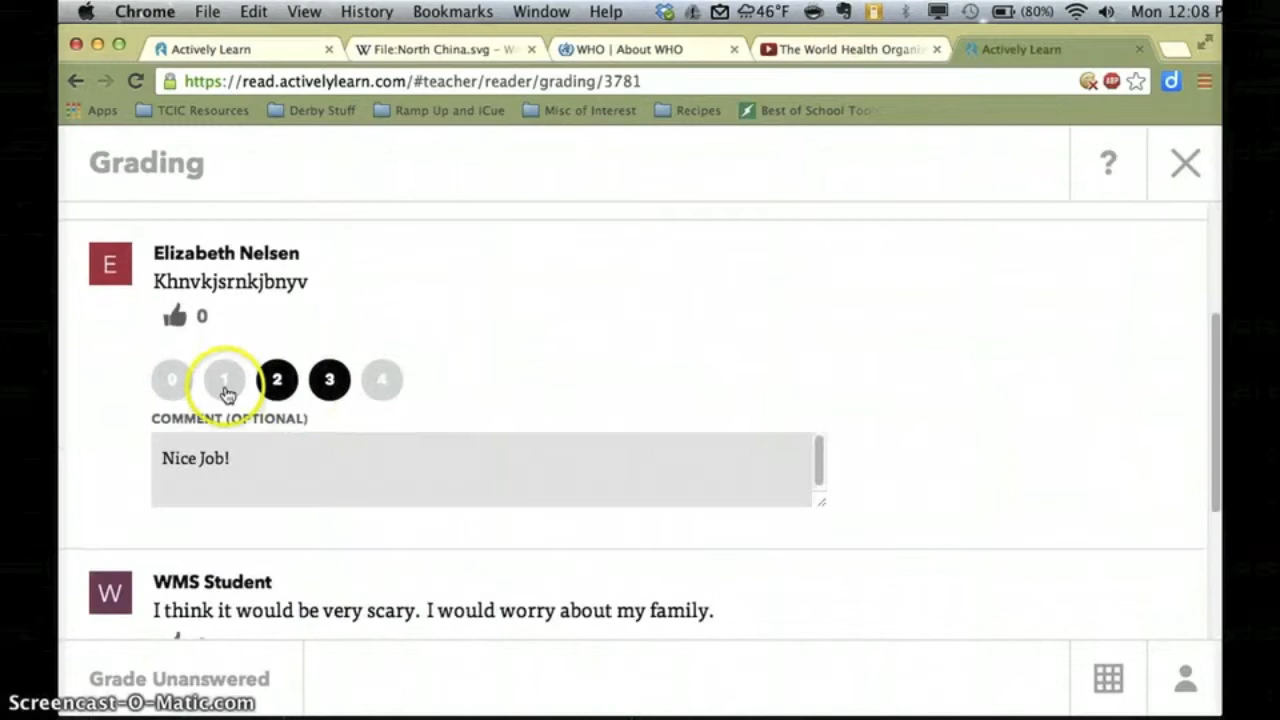 Chrome File Edit View History Bookmarks Window Help 46°F (80%) Mon 12:08 P
Actively Learn File:North China.svg – W WHO | About WHO The World Health Organi Actively Learn
https://read.activelylearn.com/#teacher/reader/grading/3781
Apps TCIC Resources Derby Stuff Ramp Up and iCue Misc of Interest Recipes Best of School Too
Grading ?
E Elizabeth Nelsen
Khnvkjsrnkjbnyv
0
0 1 2 3 4
COMMENT (OPTIONAL)
Nice Job!
W WMS Student
I think it would be very scary. I would worry about my family.
Grade Unanswered
Screencast-O-Matic.com